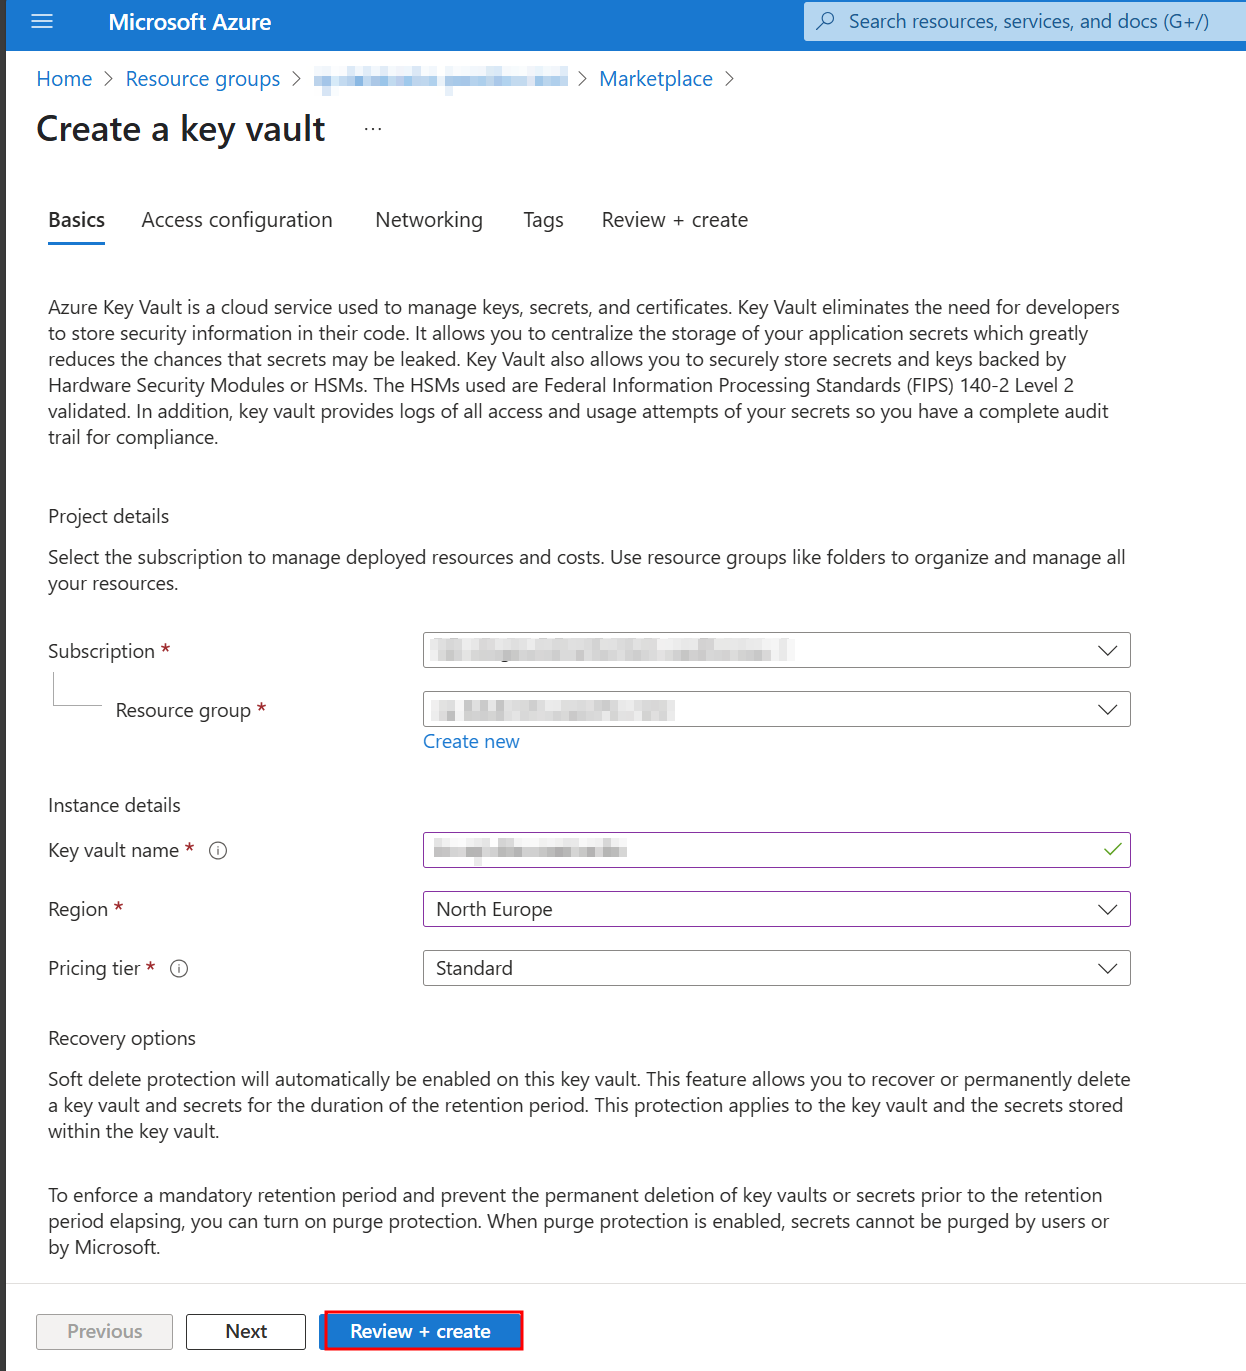 Microsoft Azure
Search resources, services, and docs (G+/)
Home > Resource groups > > Marketplace >
Create a key vault ...
Basics Access configuration Networking Tags Review + create
Azure Key Vault is a cloud service used to manage keys, secrets, and certificates. Key Vault eliminates the need for developers
to store security information in their code. It allows you to centralize the storage of your application secrets which greatly
reduces the chances that secrets may be leaked. Key Vault also allows you to securely store secrets and keys backed by
Hardware Security Modules or HSMs. The HSMs used are Federal Information Processing Standards (FIPS) 140-2 Level 2
validated. In addition, key vault provides logs of all access and usage attempts of your secrets so you have a complete audit
trail for compliance.
Project details
Select the subscription to manage deployed resources and costs. Use resource groups like folders to organize and manage all
your resources.
Subscription *
Resource group *
Create new
Instance details
Key vault name *
Region * North Europe
Pricing tier * Standard
Recovery options
Soft delete protection will automatically be enabled on this key vault. This feature allows you to recover or permanently delete
a key vault and secrets for the duration of the retention period. This protection applies to the key vault and the secrets stored
within the key vault.
To enforce a mandatory retention period and prevent the permanent deletion of key vaults or secrets prior to the retention
period elapsing, you can turn on purge protection. When purge protection is enabled, secrets cannot be purged by users or
by Microsoft.
Previous Next Review + create